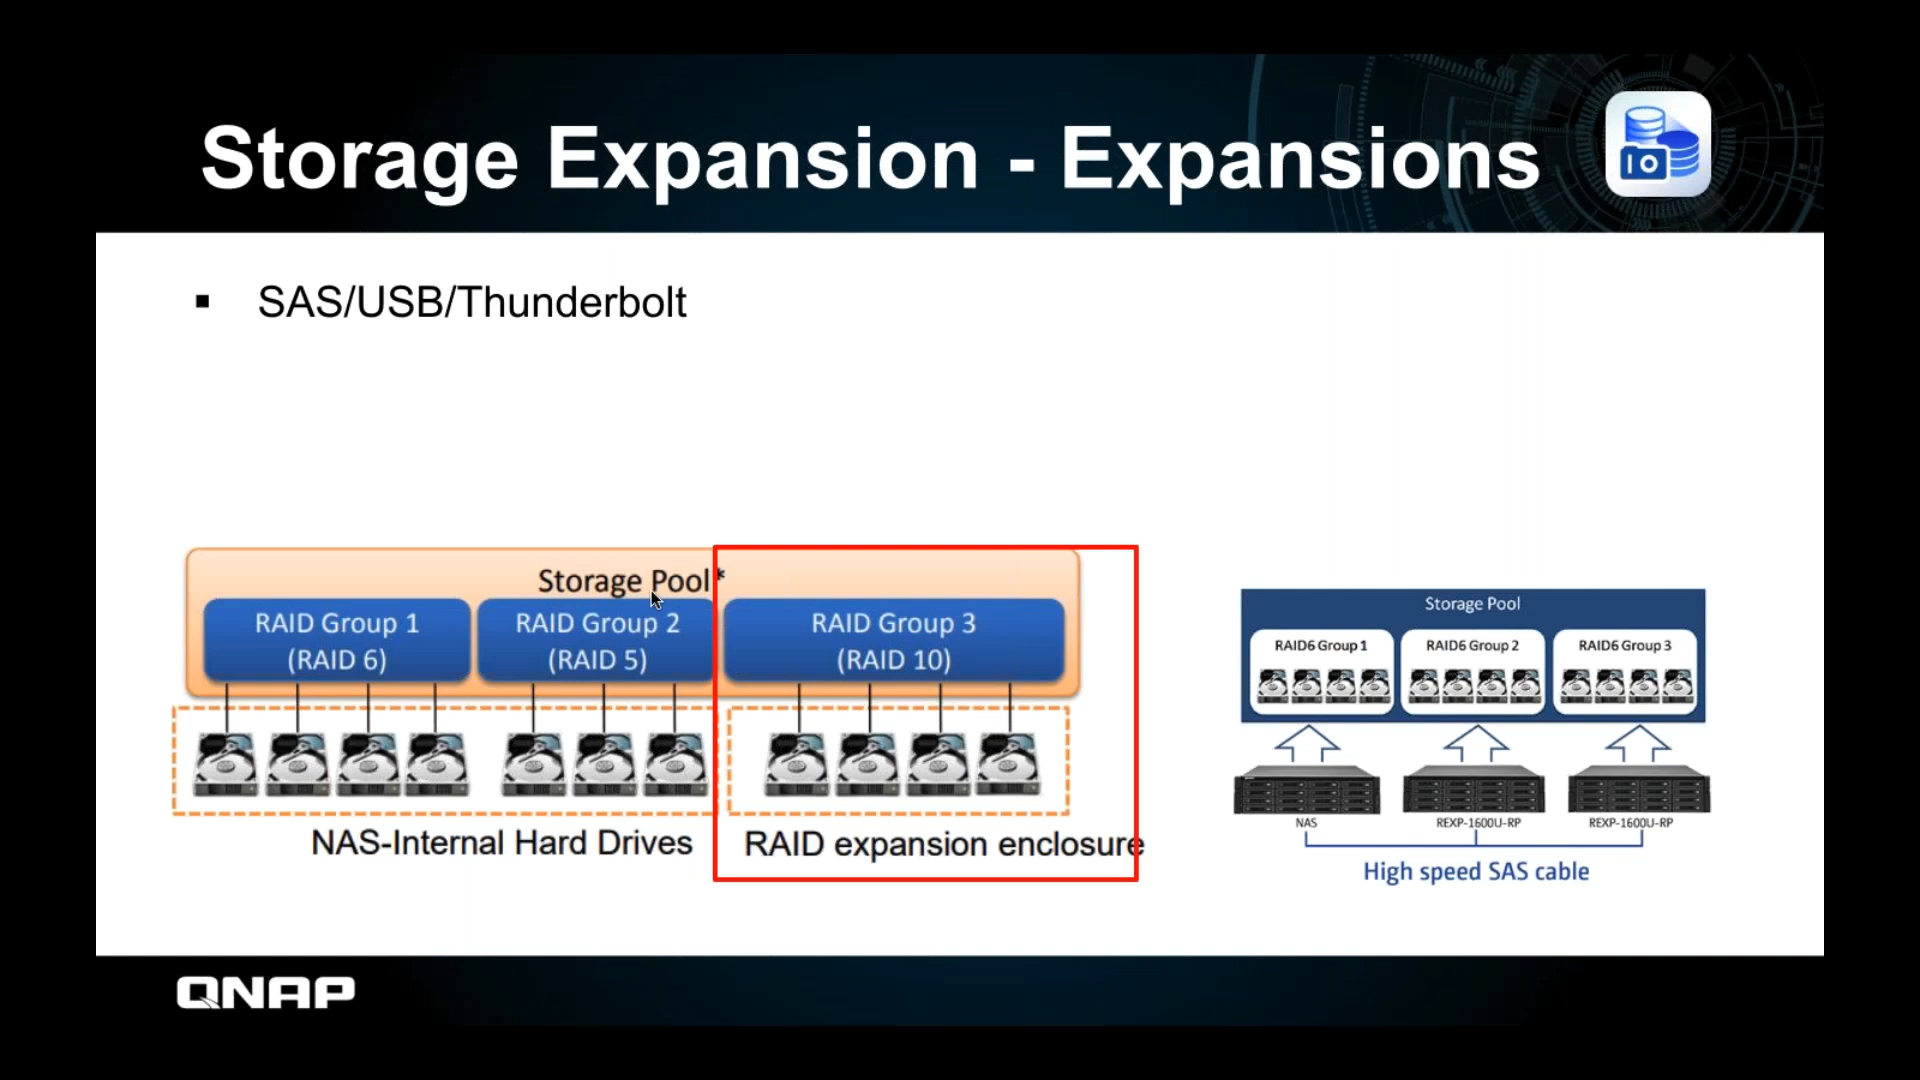 Storage Expansion - Expansions
IO
▪ SAS/USB/Thunderbolt
Storage Pool*
RAID Group 1
(RAID 6)
RAID Group 2
(RAID 5)
RAID Group 3
(RAID 10)
NAS-Internal Hard Drives
RAID expansion enclosure
Storage Pool
RAID6 Group 1
RAID6 Group 2
RAID6 Group 3
NAS
REXP-1600U-RP
REXP-1600U-RP
High speed SAS cable
QNAP